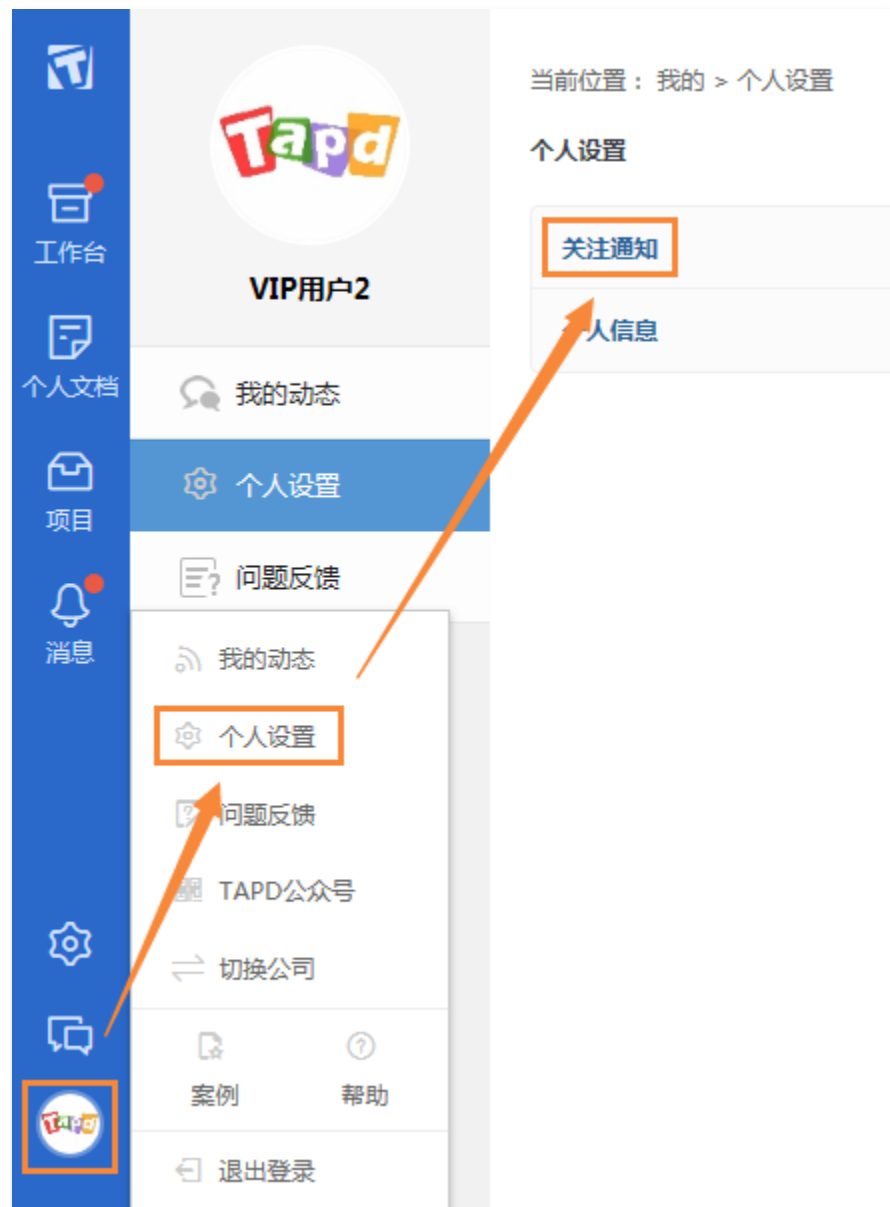 Tapd
VIP用户2
我的动态
个人设置
问题反馈
工作台
个人文档
项目
消息
我的动态
个人设置
问题反馈
TAPD公众号
切换公司
案例
帮助
退出登录
Tapd
当前位置：我的 > 个人设置
个人设置
关注通知
个人信息